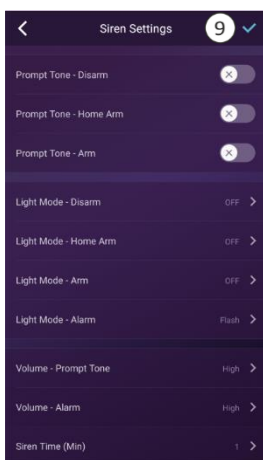 Siren Settings 9
Prompt Tone - Disarm
Prompt Tone - Home Arm
Prompt Tone - Arm
Light Mode - Disarm OFF
Light Mode - Home Arm OFF
Light Mode - Arm OFF
Light Mode - Alarm Flash
Volume - Prompt Tone High
Volume - Alarm High
Siren Time (Min) 1